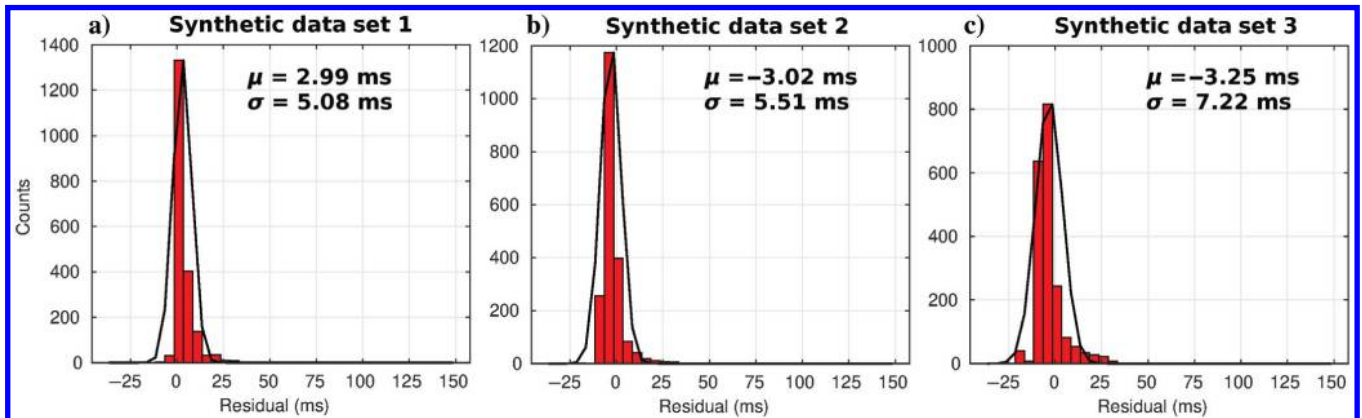 a) Synthetic data set 1
1400
1200
1000
800
600
400
200
0
Counts
μ = 2.99 ms
σ = 5.08 ms
−25 0 25 50 75 100 125 150
Residual (ms)
b) Synthetic data set 2
1200
1000
800
600
400
200
0
μ =−3.02 ms
σ = 5.51 ms
−25 0 25 50 75 100 125 150
Residual (ms)
c) Synthetic data set 3
1000
800
600
400
200
0
μ =−3.25 ms
σ = 7.22 ms
−25 0 25 50 75 100 125 150
Residual (ms)